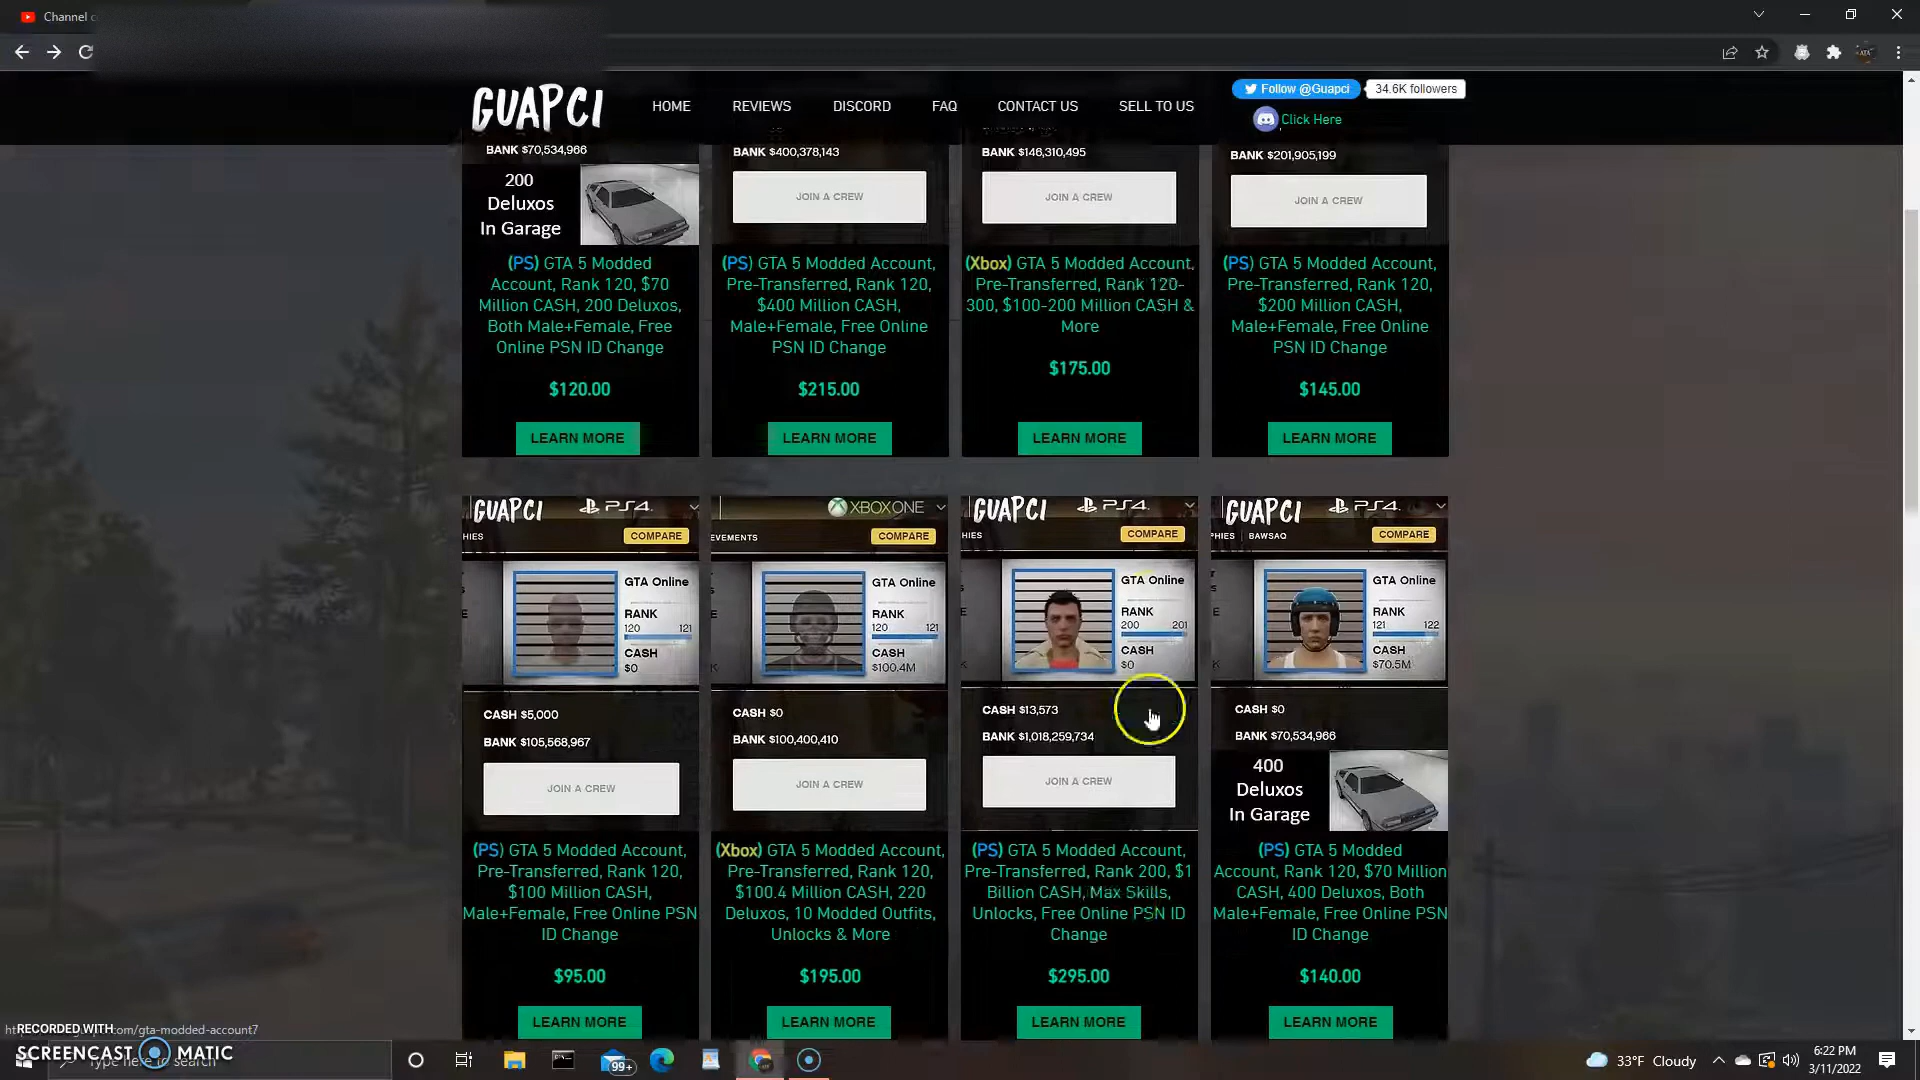 Channel c
GUAPCI
HOME
REVIEWS
DISCORD
FAQ
CONTACT US
SELL TO US
Follow @Guapci
34.6K followers
Click Here
BANK $70,534,966
200
Deluxos
In Garage
(PS) GTA 5 Modded
Account, Rank 120, $70
Million CASH, 200 Deluxos,
Both Male+Female, Free
Online PSN ID Change
$120.00
LEARN MORE
BANK $400,378,143
JOIN A CREW
(PS) GTA 5 Modded Account,
Pre-Transferred, Rank 120,
$400 Million CASH,
Male+Female, Free Online
PSN ID Change
$215.00
LEARN MORE
BANK $146,310,495
JOIN A CREW
(Xbox) GTA 5 Modded Account,
Pre-Transferred, Rank 120-
300, $100-200 Million CASH &
More
$175.00
LEARN MORE
BANK $201,905,199
JOIN A CREW
(PS) GTA 5 Modded Account,
Pre-Transferred, Rank 120,
$200 Million CASH,
Male+Female, Free Online
PSN ID Change
$145.00
LEARN MORE
GUAPCI PS4
HIES
COMPARE
GTA Online
RANK
120 121
CASH
$0
CASH $5,000
BANK $105,568,967
JOIN A CREW
(PS) GTA 5 Modded Account,
Pre-Transferred, Rank 120,
$100 Million CASH,
Male+Female, Free Online PSN
ID Change
$95.00
LEARN MORE
XBOX ONE
EVEMENTS
COMPARE
GTA Online
RANK
120 121
CASH
$100.4M
CASH $0
BANK $100,400,410
JOIN A CREW
(Xbox) GTA 5 Modded Account,
Pre-Transferred, Rank 120,
$100.4 Million CASH, 220
Deluxos, 10 Modded Outfits,
Unlocks & More
$195.00
LEARN MORE
GUAPCI PS4
HIES
COMPARE
GTA Online
RANK
200 201
CASH
$0
CASH $13,573
BANK $1,018,259,734
JOIN A CREW
(PS) GTA 5 Modded Account,
Pre-Transferred, Rank 200, $1
Billion CASH, Max Skills,
Unlocks, Free Online PSN ID
Change
$295.00
LEARN MORE
GUAPCI PS4
PHIES BAWSAQ
COMPARE
GTA Online
RANK
121 122
CASH
$70.5M
CASH $0
BANK $70,534,966
400
Deluxos
In Garage
(PS) GTA 5 Modded
Account, Rank 120, $70 Million
CASH, 400 Deluxos, Both
Male+Female, Free Online PSN
ID Change
$140.00
LEARN MORE
com/gta-modded-account7
RECORDED WITH
SCREENCAST MATIC
Type here to search
99+
33°F Cloudy
6:22 PM
3/11/2022